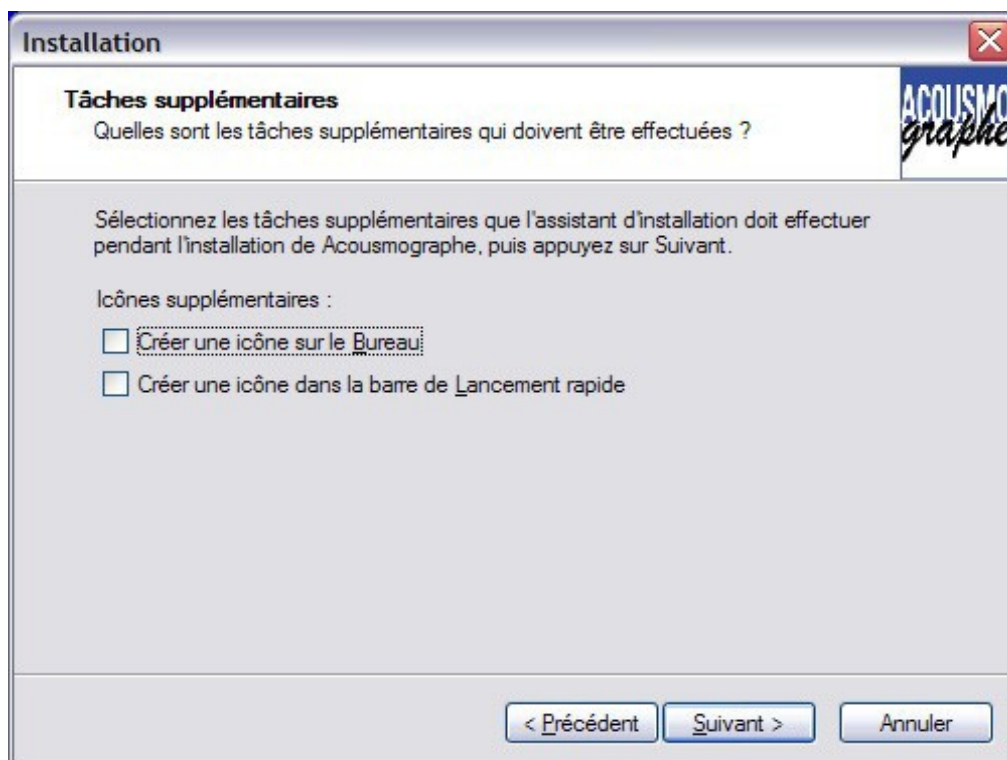 Installation
Tâches supplémentaires
Quelles sont les tâches supplémentaires qui doivent être effectuées ?
ACOUSMO
graphe
Sélectionnez les tâches supplémentaires que l'assistant d'installation doit effectuer
pendant l'installation de Acousmographe, puis appuyez sur Suivant.
Icônes supplémentaires :
Créer une icône sur le Bureau
Créer une icône dans la barre de Lancement rapide
< Précédent
Suivant >
Annuler